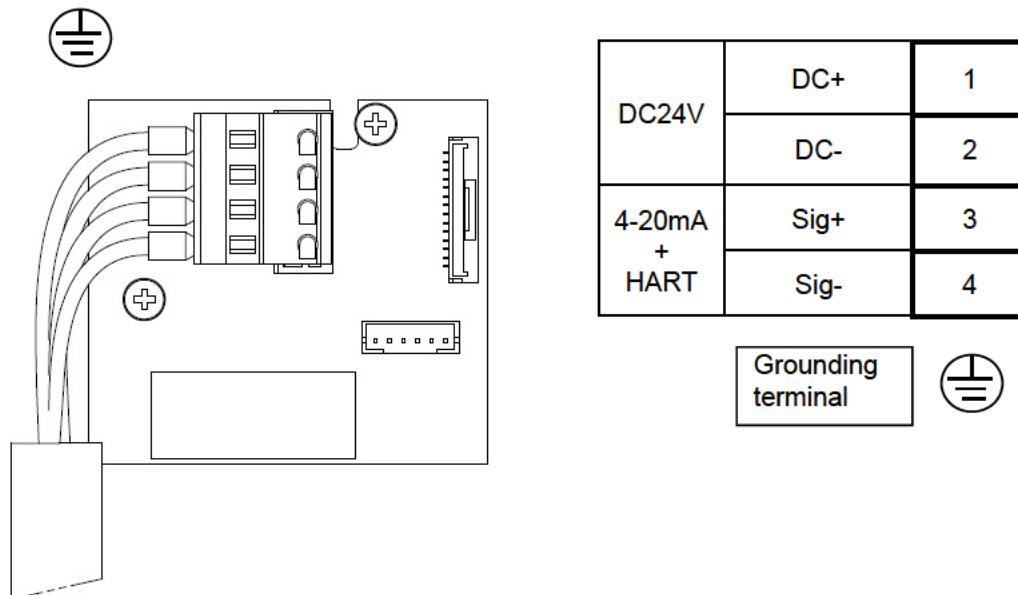 DC24V
DC+
1
DC-
2
4-20mA
+
HART
Sig+
3
Sig-
4
Grounding
terminal